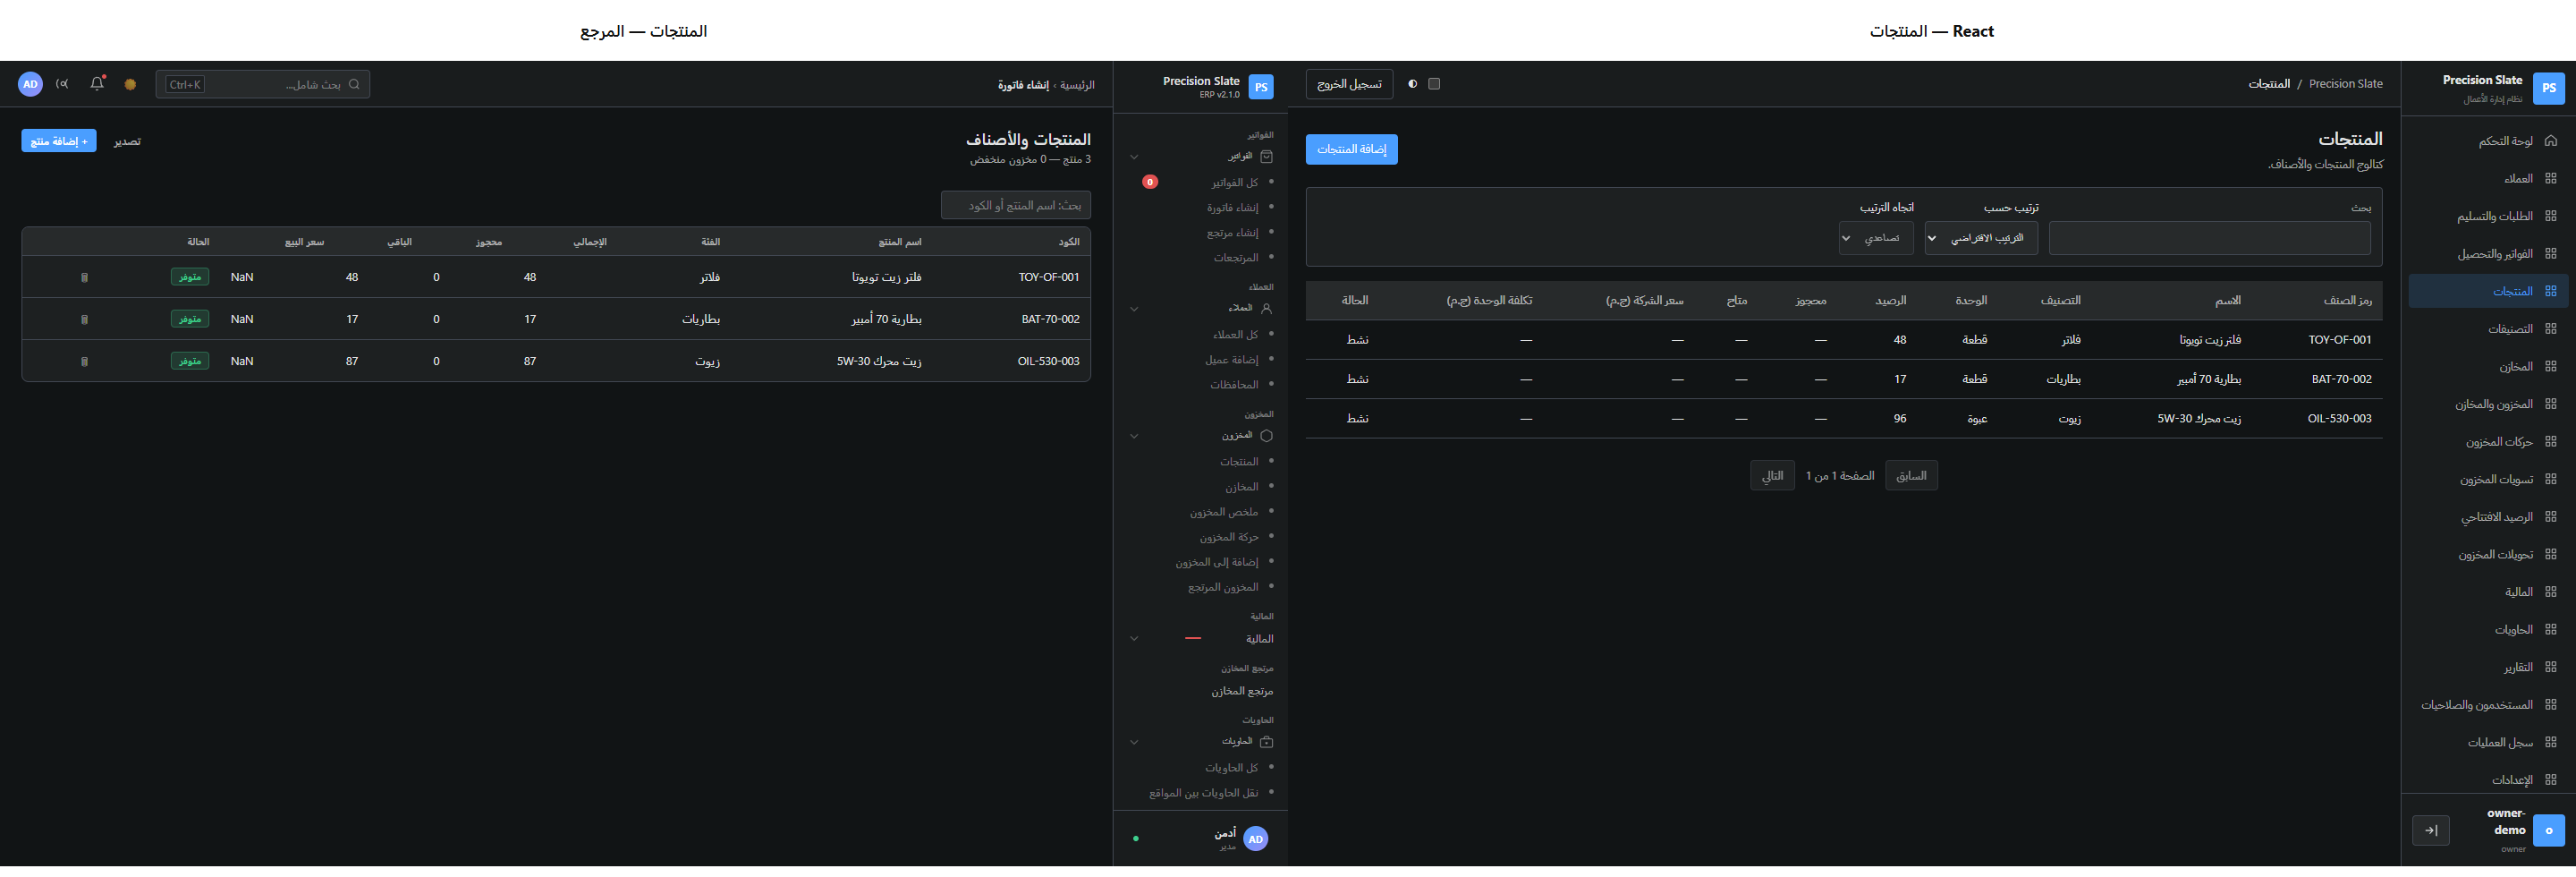 React — المنتجات
المنتجات — المرجع
PS
Precision Slate
نظام إدارة الأعمال
لوحة التحكم
العملاء
الطلبات والتسليم
الفواتير والتحصيل
المنتجات
التصنيفات
المخازن
المخزون والمخازن
حركات المخزون
تسويات المخزون
الرصيد الافتتاحي
تحويلات المخزون
المالية
الحاويات
التقارير
المستخدمون والصلاحيات
سجل العمليات
الإعدادات
o
owner-
demo
owner
Precision Slate / المنتجات
تسجيل الخروج
المنتجات
كتالوج المنتجات والأصناف.
إضافة المنتجات
بحث
ترتيب حسب
اتجاه الترتيب
الترتيب الافتراضي
تصاعدي
رمز الصنف الاسم التصنيف الوحدة الرصيد محجوز متاح سعر الشركة (ج.م) تكلفة الوحدة (ج.م) الحالة
TOY-OF-001 فلتر زيت تويوتا فلاتر قطعة 48 — — — — نشط
BAT-70-002 بطارية 70 أمبير بطاريات قطعة 17 — — — — نشط
OIL-530-003 زيت محرك 5W-30 زيوت عبوة 96 — — — — نشط
السابق
الصفحة 1 من 1
التالي
PS
Precision Slate
ERP v2.1.0
الفواتير
الفواتير
كل الفواتير
0
إنشاء فاتورة
إنشاء مرتجع
المرتجعات
العملاء
العملاء
كل العملاء
إضافة عميل
المحافظات
المخزون
المخزون
المنتجات
المخازن
ملخص المخزون
حركة المخزون
إضافة إلى المخزون
المخزون المرتجع
المالية
المالية
مرتجع المخازن
مرتجع المخازن
الحاويات
الحاويات
كل الحاويات
نقل الحاويات بين المواقع
AD
أدمن
مدير
الرئيسية › إنشاء فاتورة
بحث شامل...
Ctrl+K
AD
المنتجات والأصناف
3 منتج — 0 مخزون منخفض
تصدير
+ إضافة منتج
بحث: اسم المنتج أو الكود
الكود اسم المنتج الفئة الإجمالي محجوز الباقي سعر البيع الحالة
TOY-OF-001 فلتر زيت تويوتا فلاتر 48 0 48 NaN متوفر
BAT-70-002 بطارية 70 أمبير بطاريات 17 0 17 NaN متوفر
OIL-530-003 زيت محرك 5W-30 زيوت 87 0 87 NaN متوفر